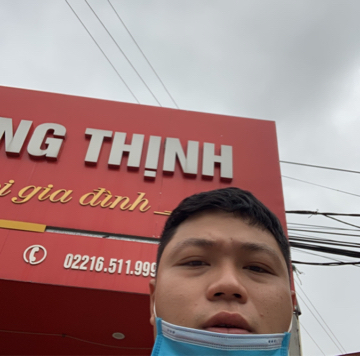 NG THỊNH
i gia đình
02216.511.999